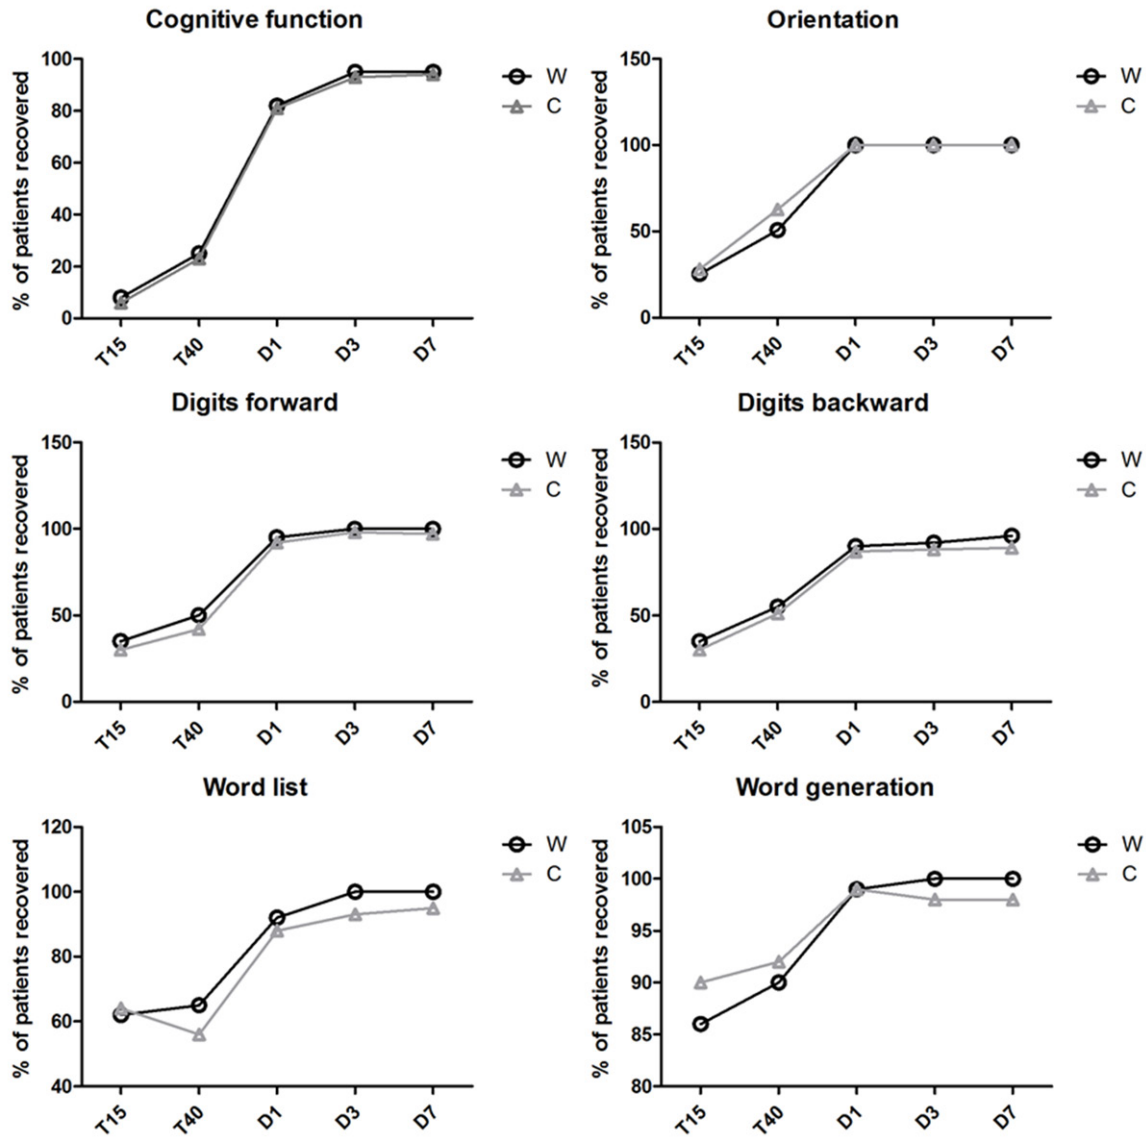 Cognitive function
% of patients recovered
100
80
60
40
20
0
T15
T40
D1
D3
D7
W
C
Orientation
% of patients recovered
150
100
50
0
T15
T40
D1
D3
D7
W
C
Digits forward
% of patients recovered
150
100
50
0
T15
T40
D1
D3
D7
W
C
Digits backward
% of patients recovered
150
100
50
0
T15
T40
D1
D3
D7
W
C
Word list
% of patients recovered
120
100
80
60
40
T15
T40
D1
D3
D7
W
C
Word generation
% of patients recovered
105
100
95
90
85
80
T15
T40
D1
D3
D7
W
C